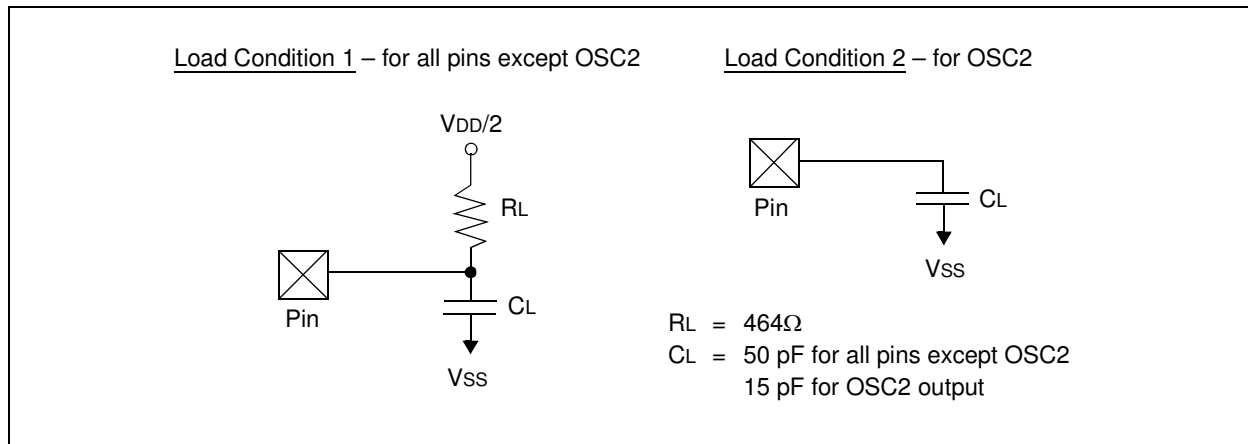 Load Condition 1 – for all pins except OSC2
VDD/2
RL
Pin
CL
VSS
Load Condition 2 – for OSC2
Pin
CL
VSS
RL = 464Ω
CL = 50 pF for all pins except OSC2
15 pF for OSC2 output